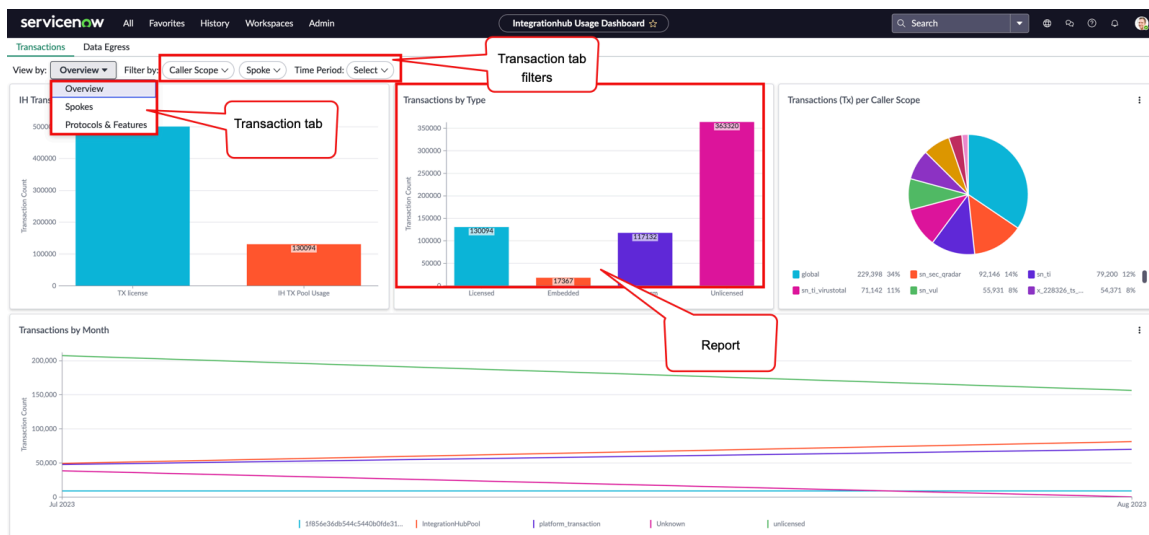 servicenow All Favorites History Workspaces Admin Integrationhub Usage Dashboard Search
Transactions Data Egress
View by: Overview Filter by: Caller Scope Spoke Time Period: Select
Transaction tab
filters
Overview
Spokes
Protocols & Features
Transaction tab
IH Trans
Transaction Count
50000
400000
300000
200000
100000
0
130094
TX license IH TX Pool Usage
Transactions by Type
Transaction Count
350000
300000
250000
200000
150000
100000
50000
0
130094
17367
117132
363320
Licensed Embedded Unlicensed
Report
Transactions (Tx) per Caller Scope
global 229,398 34% sn_sec_qradar 92,146 14% sn_ti 79,200 12%
sn_ti_virustotal 71,142 11% sn_vul 55,931 8% x_228326_ts_... 54,371 8%
Transactions by Month
Transaction Count
200,000
150,000
100,000
50,000
0
Jul 2023 Aug 2023
1f856e36db544c5440b0fde31... IntegrationHubPool platform_transaction Unknown unlicensed